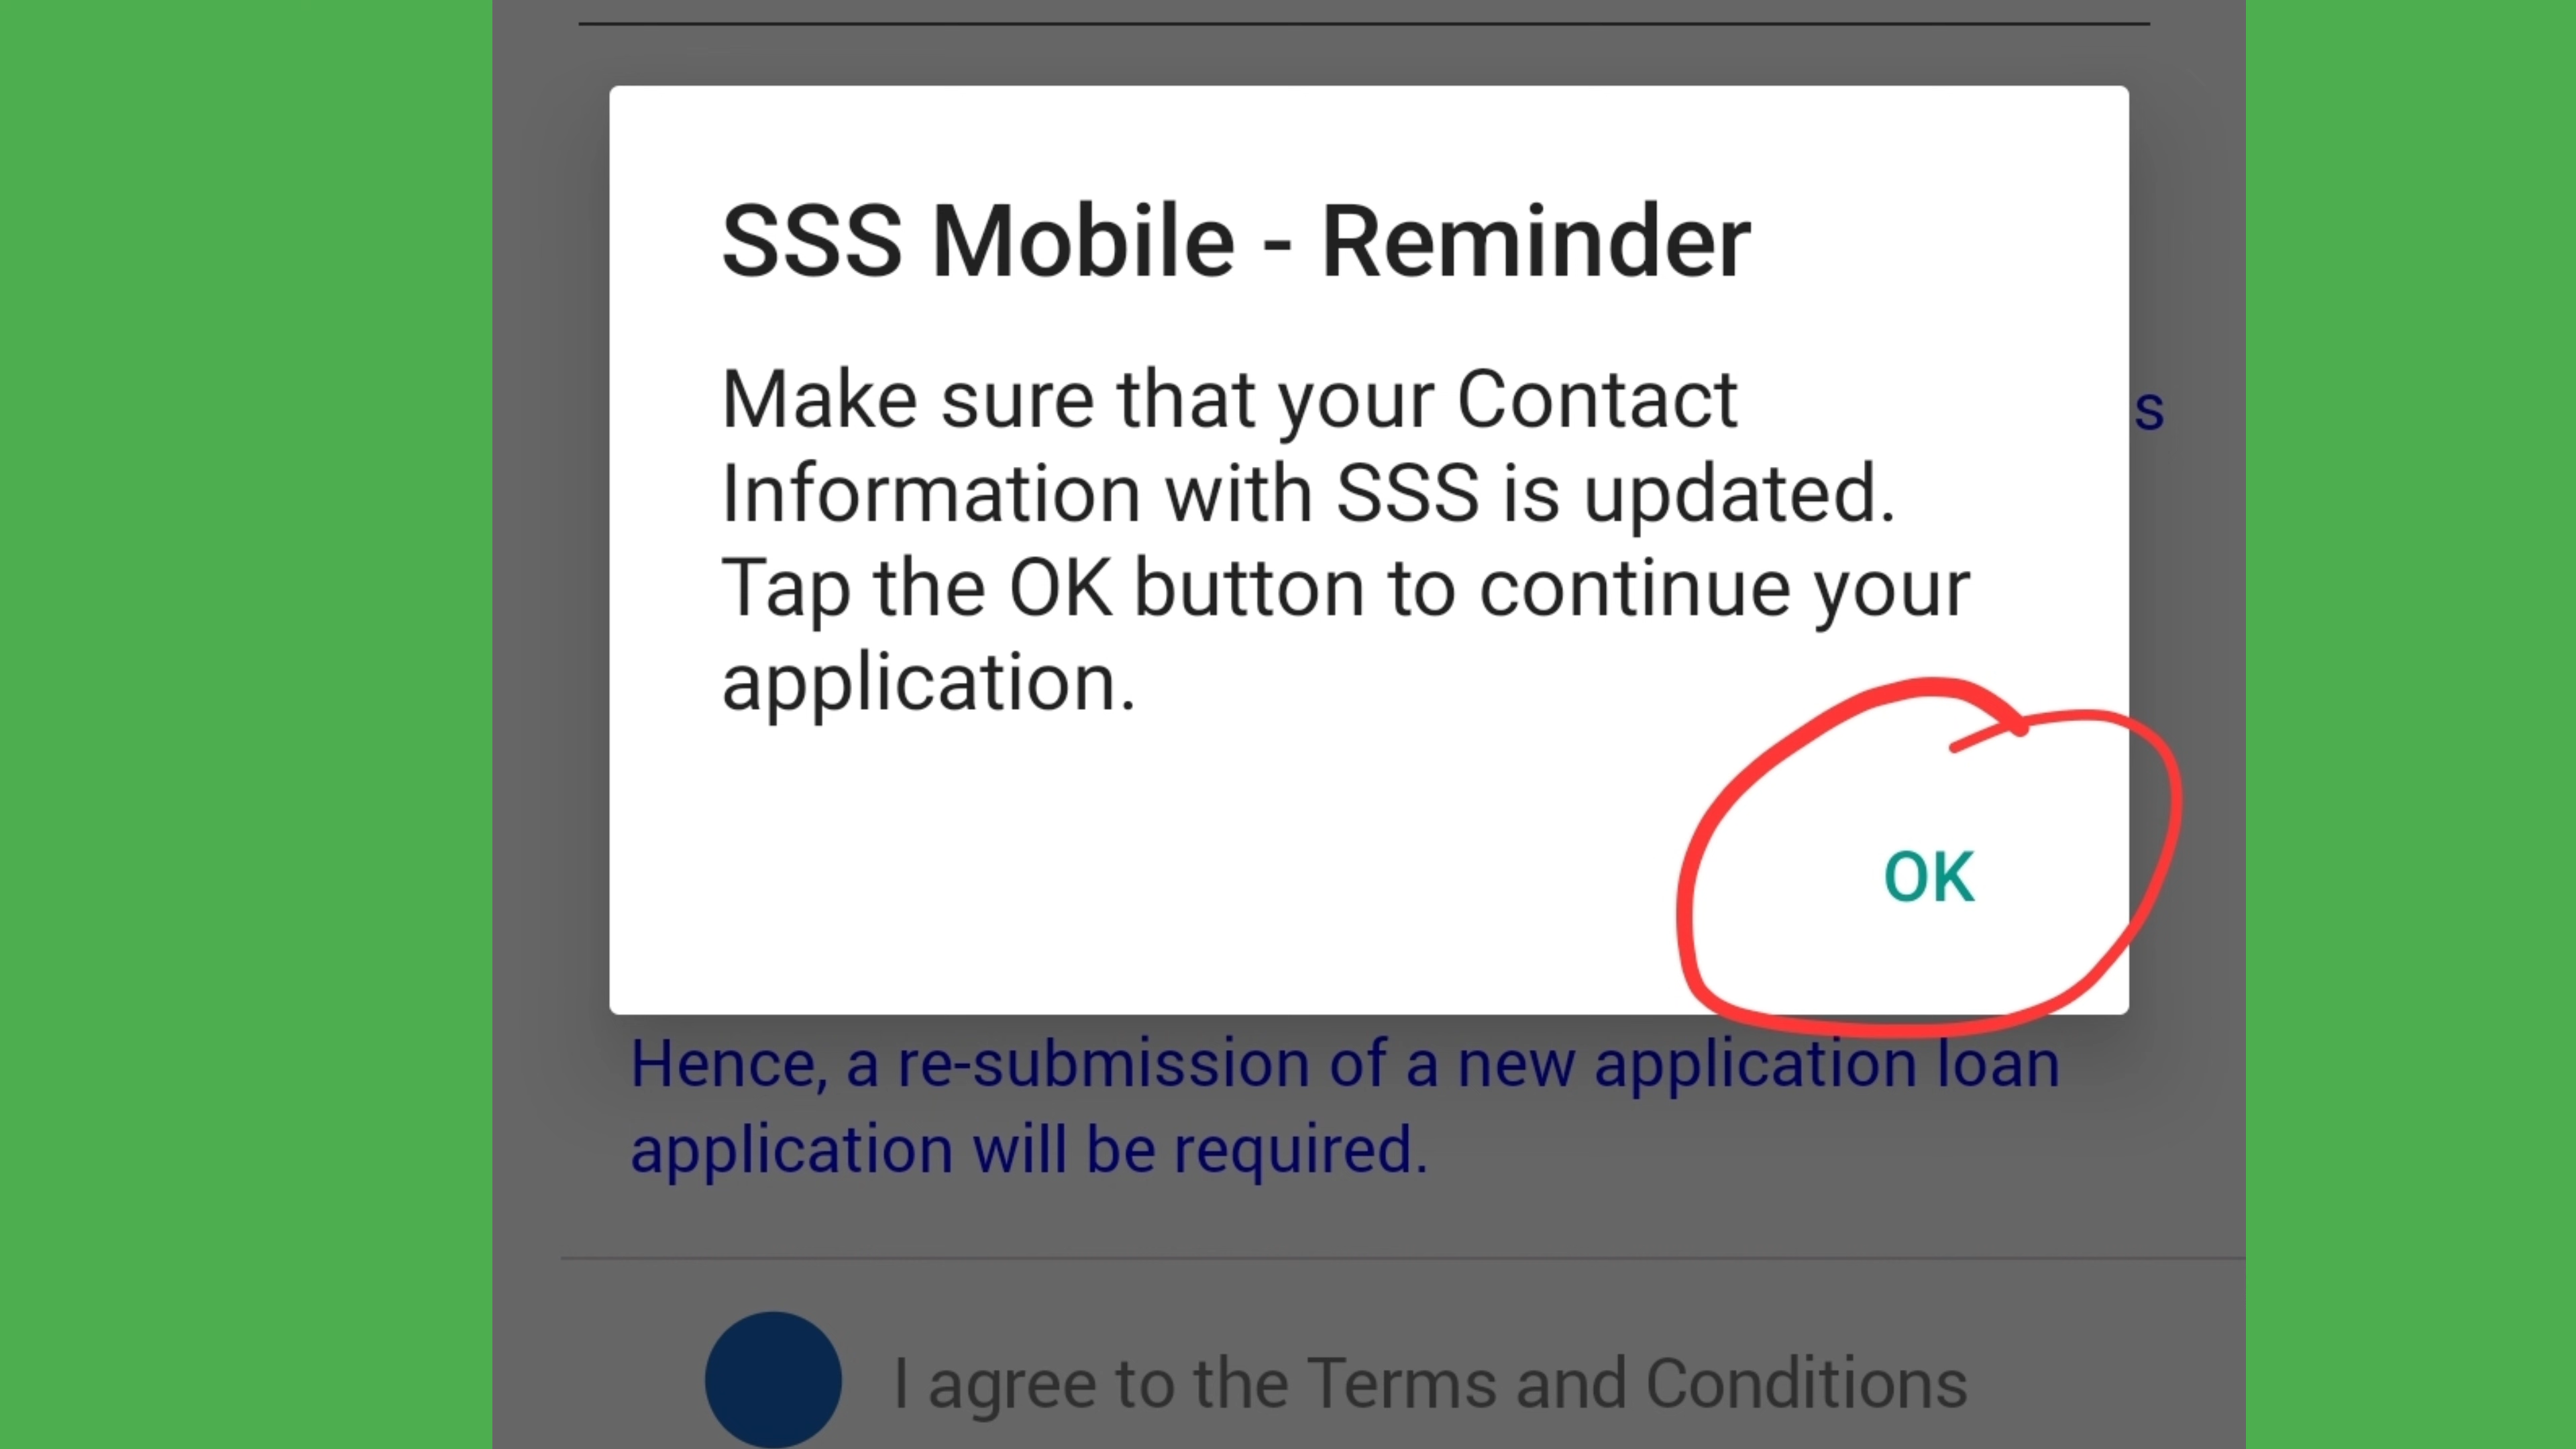 SSS Mobile - Reminder
Make sure that your Contact
Information with SSS is updated.
Tap the OK button to continue your
application.
s
OK
Hence, a re-submission of a new application loan
application will be required.
I agree to the Terms and Conditions